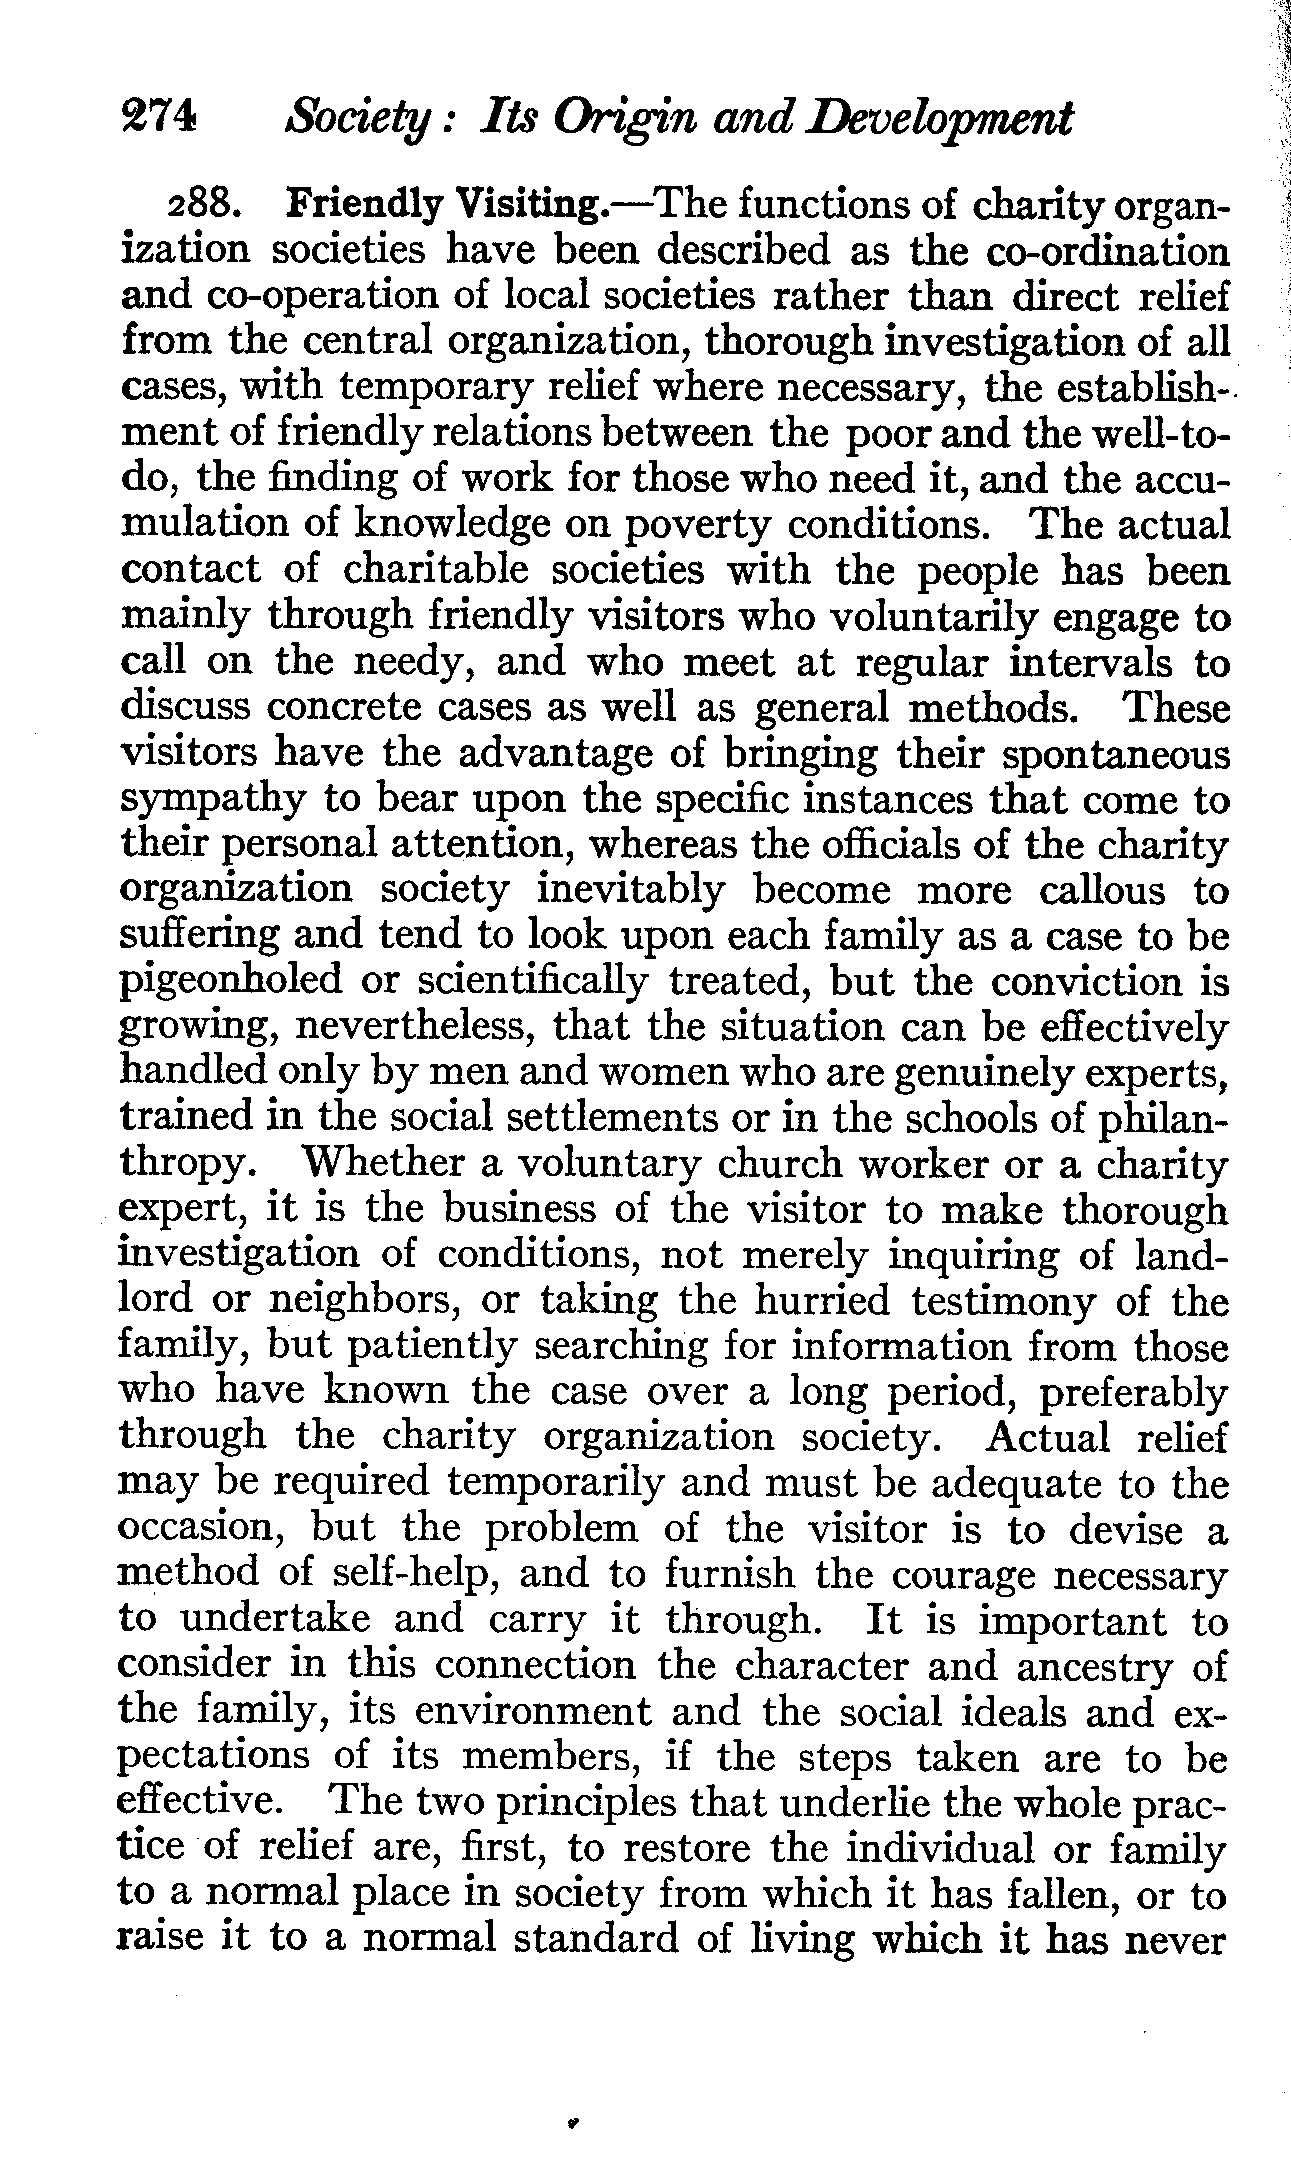 274 Society: Its Origin and Development
288. Friendly Visiting.—The functions of charity organ-
ization societies have been described as the co-ordination
and co-operation of local societies rather than direct relief
from the central organization, thorough investigation of all
cases, with temporary relief where necessary, the establish-
ment of friendly relations between the poor and the well-to-
do, the finding of work for those who need it, and the accu-
mulation of knowledge on poverty conditions. The actual
contact of charitable societies with the people has been
mainly through friendly visitors who voluntarily engage to
call on the needy, and who meet at regular intervals to
discuss concrete cases as well as general methods. These
visitors have the advantage of bringing their spontaneous
sympathy to bear upon the specific instances that come to
their personal attention, whereas the officials of the charity
organization society inevitably become more callous to
suffering and tend to look upon each family as a case to be
pigeonholed or scientifically treated, but the conviction is
growing, nevertheless, that the situation can be effectively
handled only by men and women who are genuinely experts,
trained in the social settlements or in the schools of philan-
thropy. Whether a voluntary church worker or a charity
expert, it is the business of the visitor to make thorough
investigation of conditions, not merely inquiring of land-
lord or neighbors, or taking the hurried testimony of the
family, but patiently searching for information from those
who have known the case over a long period, preferably
through the charity organization society. Actual relief
may be required temporarily and must be adequate to the
occasion, but the problem of the visitor is to devise a
method of self-help, and to furnish the courage necessary
to undertake and carry it through. It is important to
consider in this connection the character and ancestry of
the family, its environment and the social ideals and ex-
pectations of its members, if the steps taken are to be
effective. The two principles that underlie the whole prac-
tice of relief are, first, to restore the individual or family
to a normal place in society from which it has fallen, or to
raise it to a normal standard of living which it has never